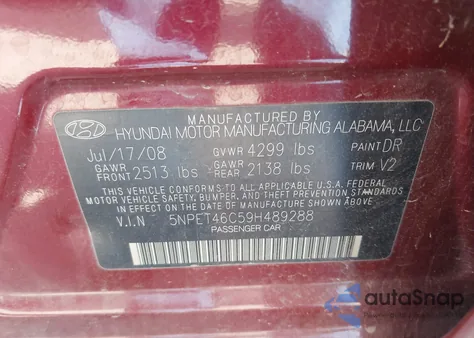 MANUFACTURED BY
HYUNDAI MOTOR MANUFACTURING ALABAMA, LLC
Jul/17/08 GVWR 4299 lbs PAINT DR
GAWR FRONT 2513 lbs GAWR REAR 2138 lbs TRIM V2
THIS VEHICLE CONFORMS TO ALL APPLICABLE U.S. FEDERAL
MOTOR VEHICLE SAFETY, BUMPER, AND THEFT PREVENTION STANDARDS
IN EFFECT ON THE DATE OF MANUFACTURE SHOWN ABOVE.
V.I.N 5NPET46C59H489288
PASSENGER CAR
autoSnap